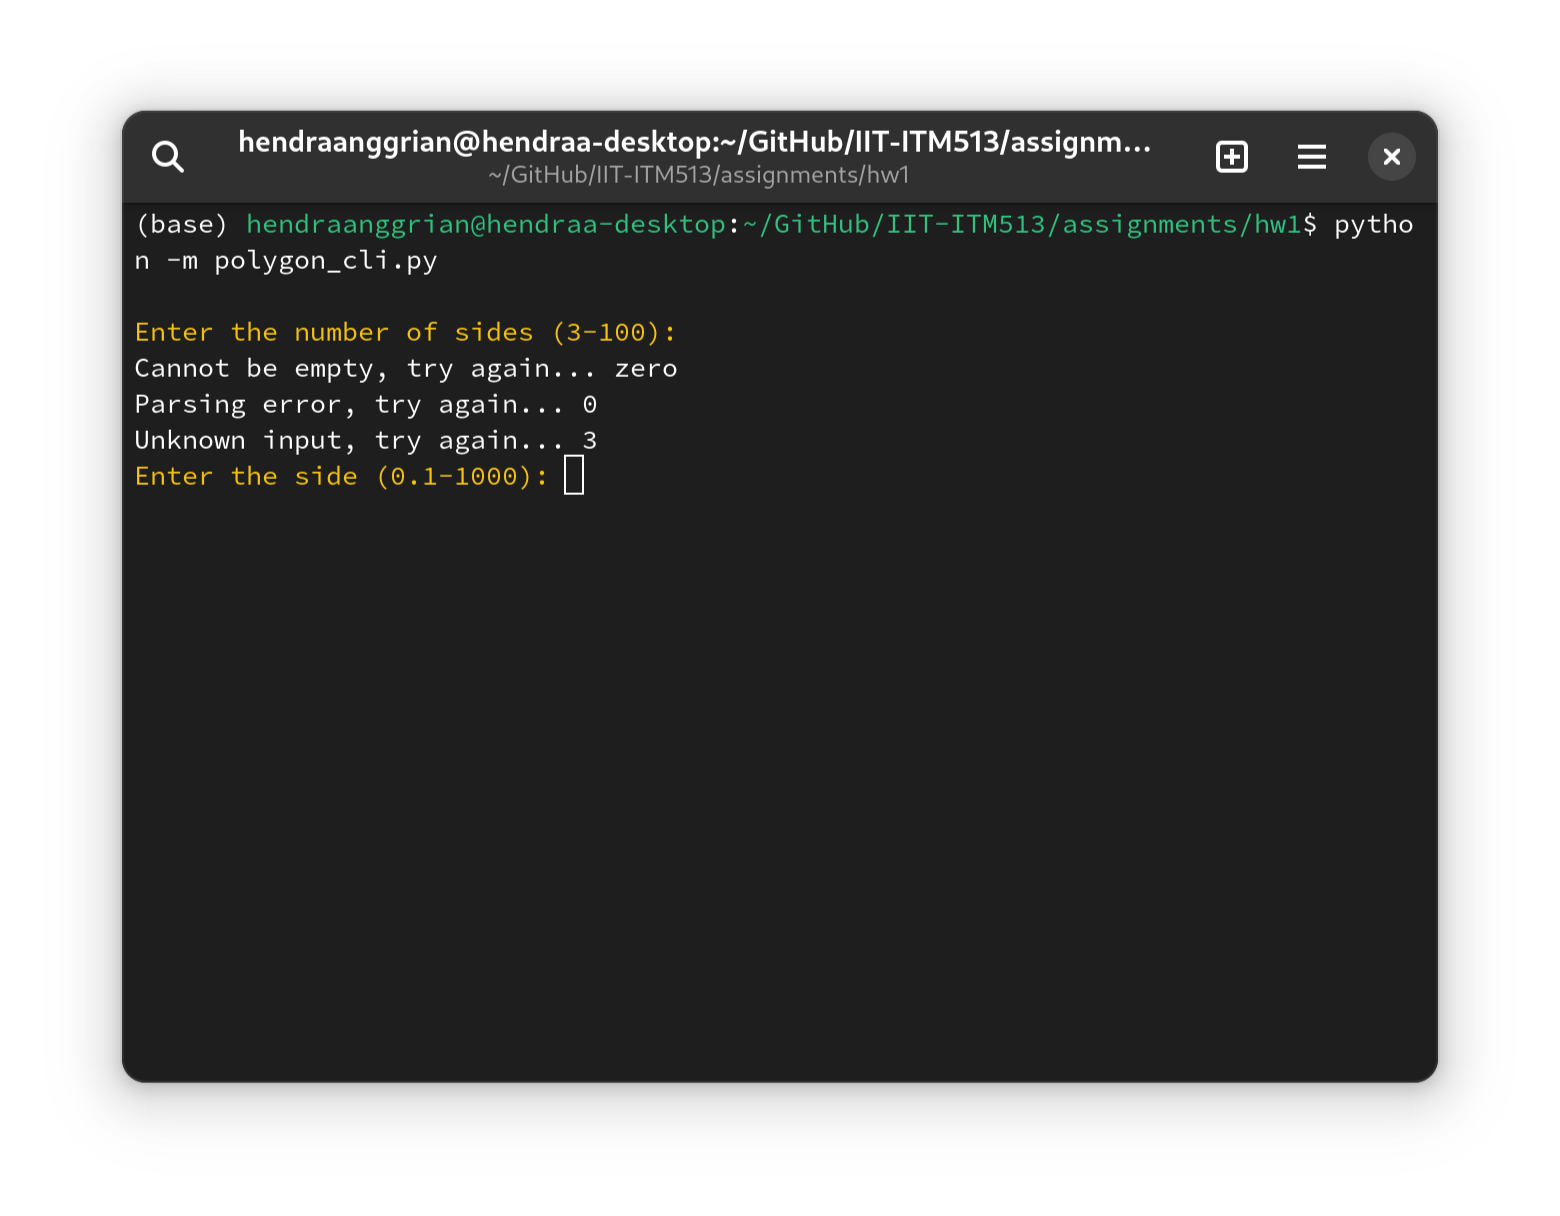 hendraanggrian@hendraa-desktop:~/GitHub/IIT-ITM513/assignm...
~/GitHub/IIT-ITM513/assignments/hw1
(base) hendraanggrian@hendraa-desktop:~/GitHub/IIT-ITM513/assignments/hw1$ pytho
n -m polygon_cli.py
Enter the number of sides (3-100):
Cannot be empty, try again... zero
Parsing error, try again... 0
Unknown input, try again... 3
Enter the side (0.1-1000):